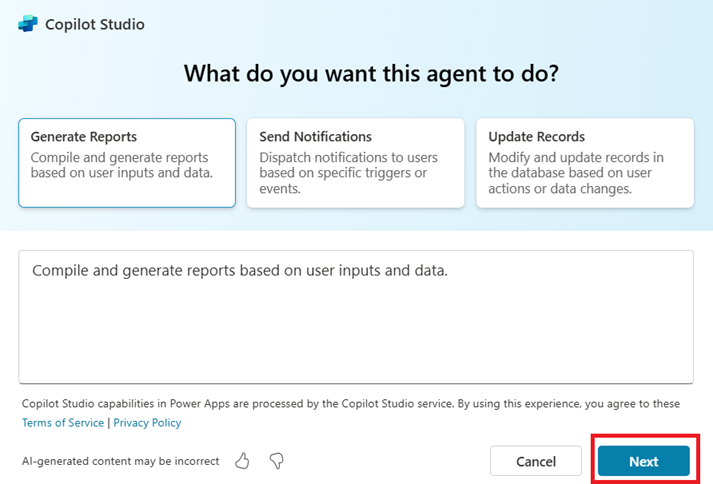 Copilot Studio
What do you want this agent to do?
Generate Reports
Compile and generate reports
based on user inputs and data.
Send Notifications
Dispatch notifications to users
based on specific triggers or
events.
Update Records
Modify and update records in
the database based on user
actions or data changes.
Compile and generate reports based on user inputs and data.
Copilot Studio capabilities in Power Apps are processed by the Copilot Studio service. By using this experience, you agree to these
Terms of Service | Privacy Policy
AI-generated content may be incorrect
Cancel
Next